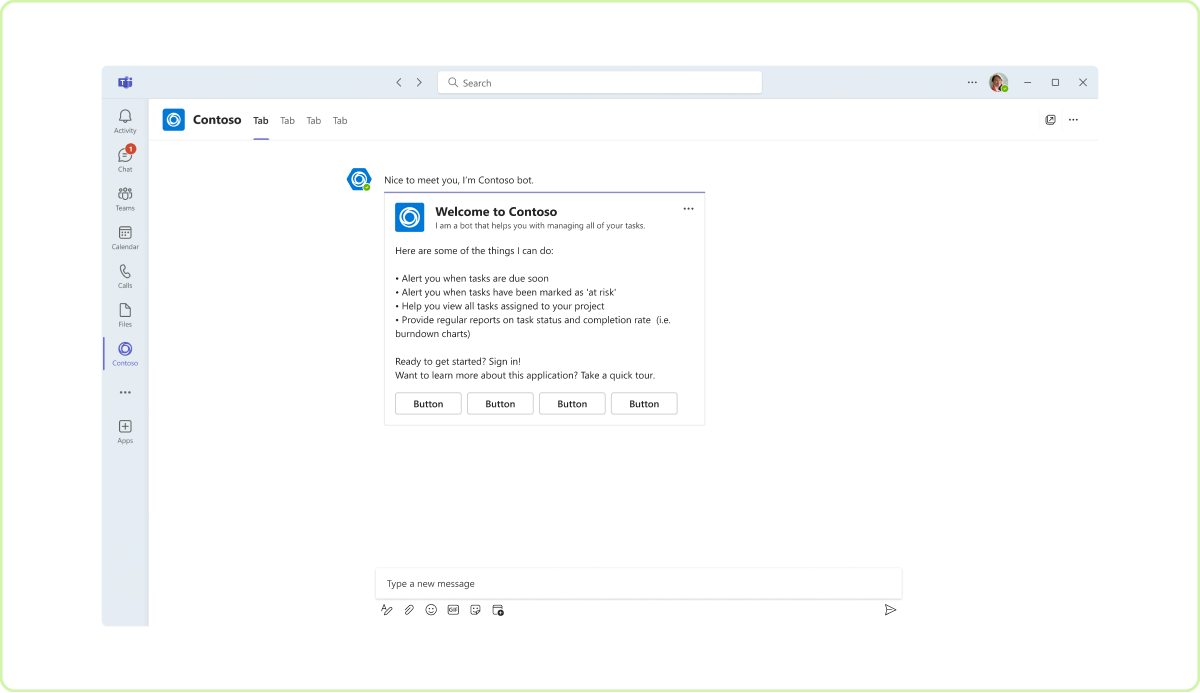 Search
Activity
1
Chat
Teams
Calendar
Calls
Files
Contoso
Apps
Contoso
Tab
Tab
Tab
Tab
Nice to meet you, I'm Contoso bot.
Welcome to Contoso
I am a bot that helps you with managing all of your tasks.
Here are some of the things I can do:
• Alert you when tasks are due soon
• Alert you when tasks have been marked as 'at risk'
• Help you view all tasks assigned to your project
• Provide regular reports on task status and completion rate (i.e.
burndown charts)
Ready to get started? Sign in!
Want to learn more about this application? Take a quick tour.
Button
Button
Button
Button
Type a new message
GIF